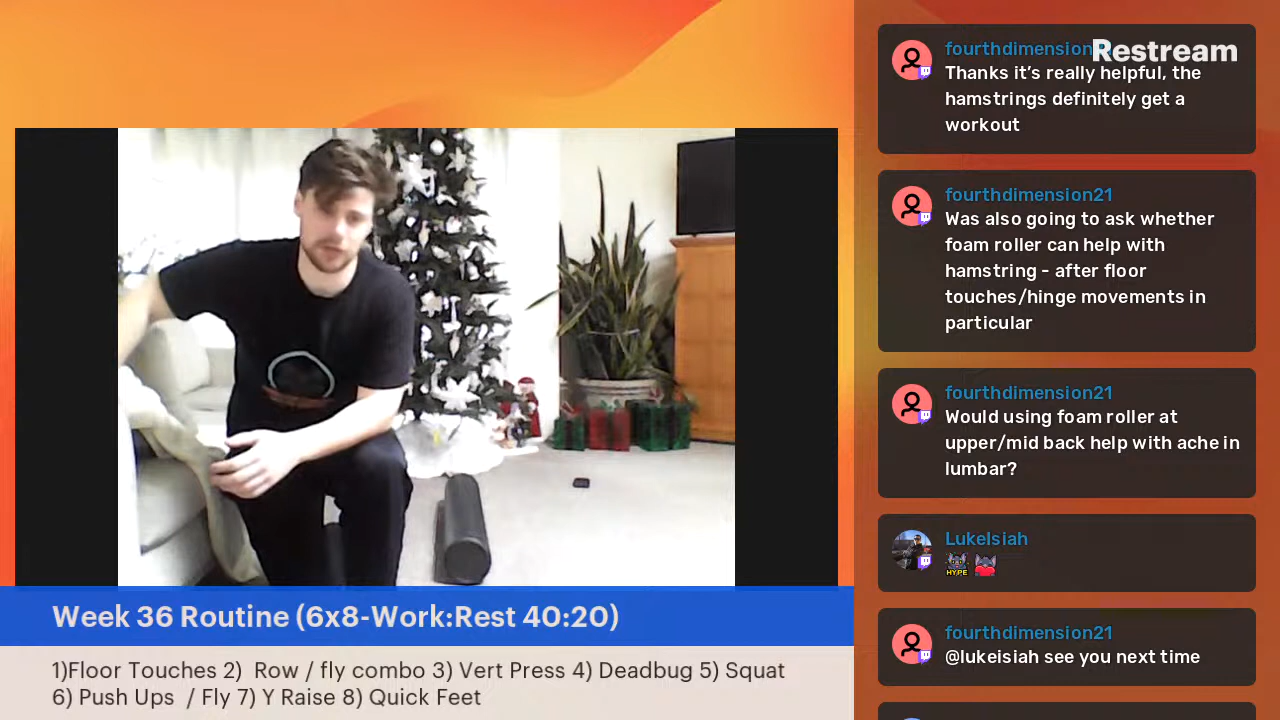 fourthdimension
Restream
Thanks it’s really helpful, the
hamstrings definitely get a
workout
fourthdimension21
Was also going to ask whether
foam roller can help with
hamstring - after floor
touches/hinge movements in
particular
fourthdimension21
Would using foam roller at
upper/mid back help with ache in
lumbar?
LukeIsiah
HYPE
fourthdimension21
@lukeisiah see you next time
Week 36 Routine (6x8-Work:Rest 40:20)
1)Floor Touches 2) Row / fly combo 3) Vert Press 4) Deadbug 5) Squat
6) Push Ups / Fly 7) Y Raise 8) Quick Feet